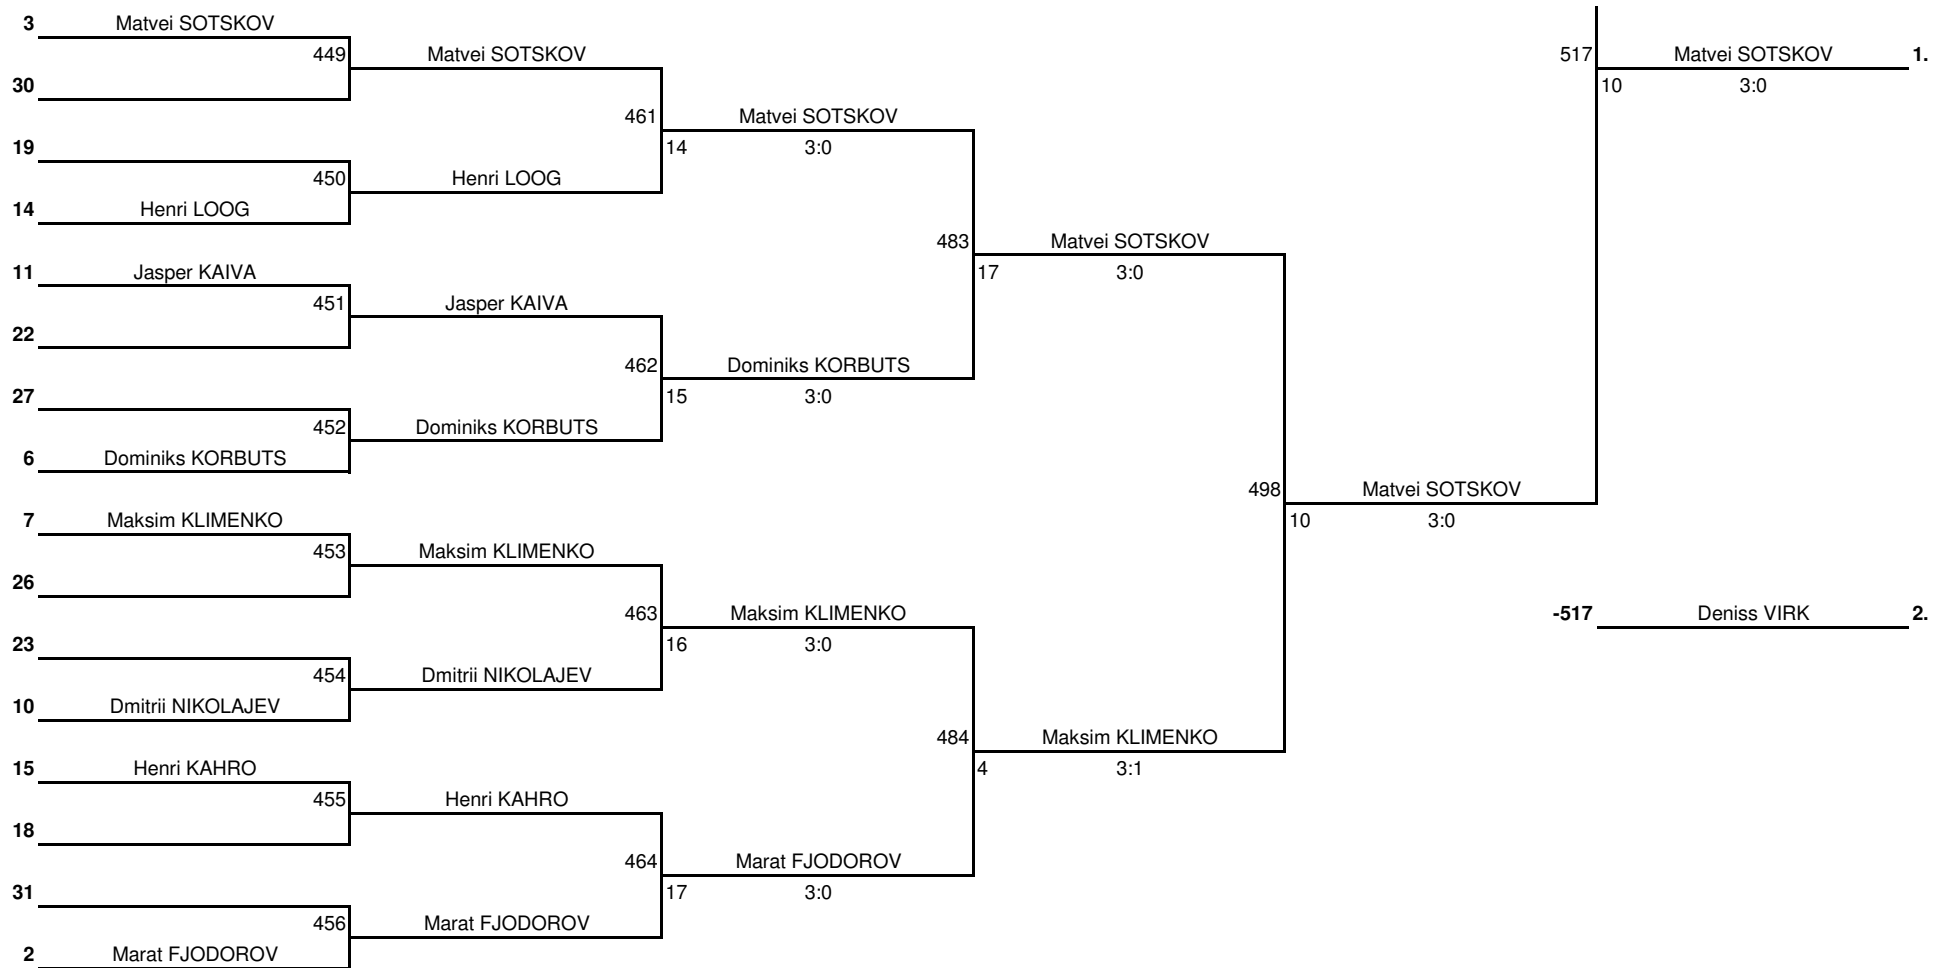 3 Matvei SOTSKOV
449 Matvei SOTSKOV 517 Matvei SOTSKOV 1.
30 10 3:0
461 Matvei SOTSKOV
19 14 3:0
450 Henri LOOG
14 Henri LOOG
483 Matvei SOTSKOV
11 Jasper KAIVA 17 3:0
451 Jasper KAIVA
22
462 Dominiks KORBUTS
27 15 3:0
452 Dominiks KORBUTS
6 Dominiks KORBUTS
498 Matvei SOTSKOV
7 Maksim KLIMENKO 10 3:0
453 Maksim KLIMENKO
26
463 Maksim KLIMENKO -517 Deniss VIRK 2.
23 16 3:0
454 Dmitrii NIKOLAJEV
10 Dmitrii NIKOLAJEV
484 Maksim KLIMENKO
15 Henri KAHRO 4 3:1
455 Henri KAHRO
18
464 Marat FJODOROV
31 17 3:0
456 Marat FJODOROV
2 Marat FJODOROV